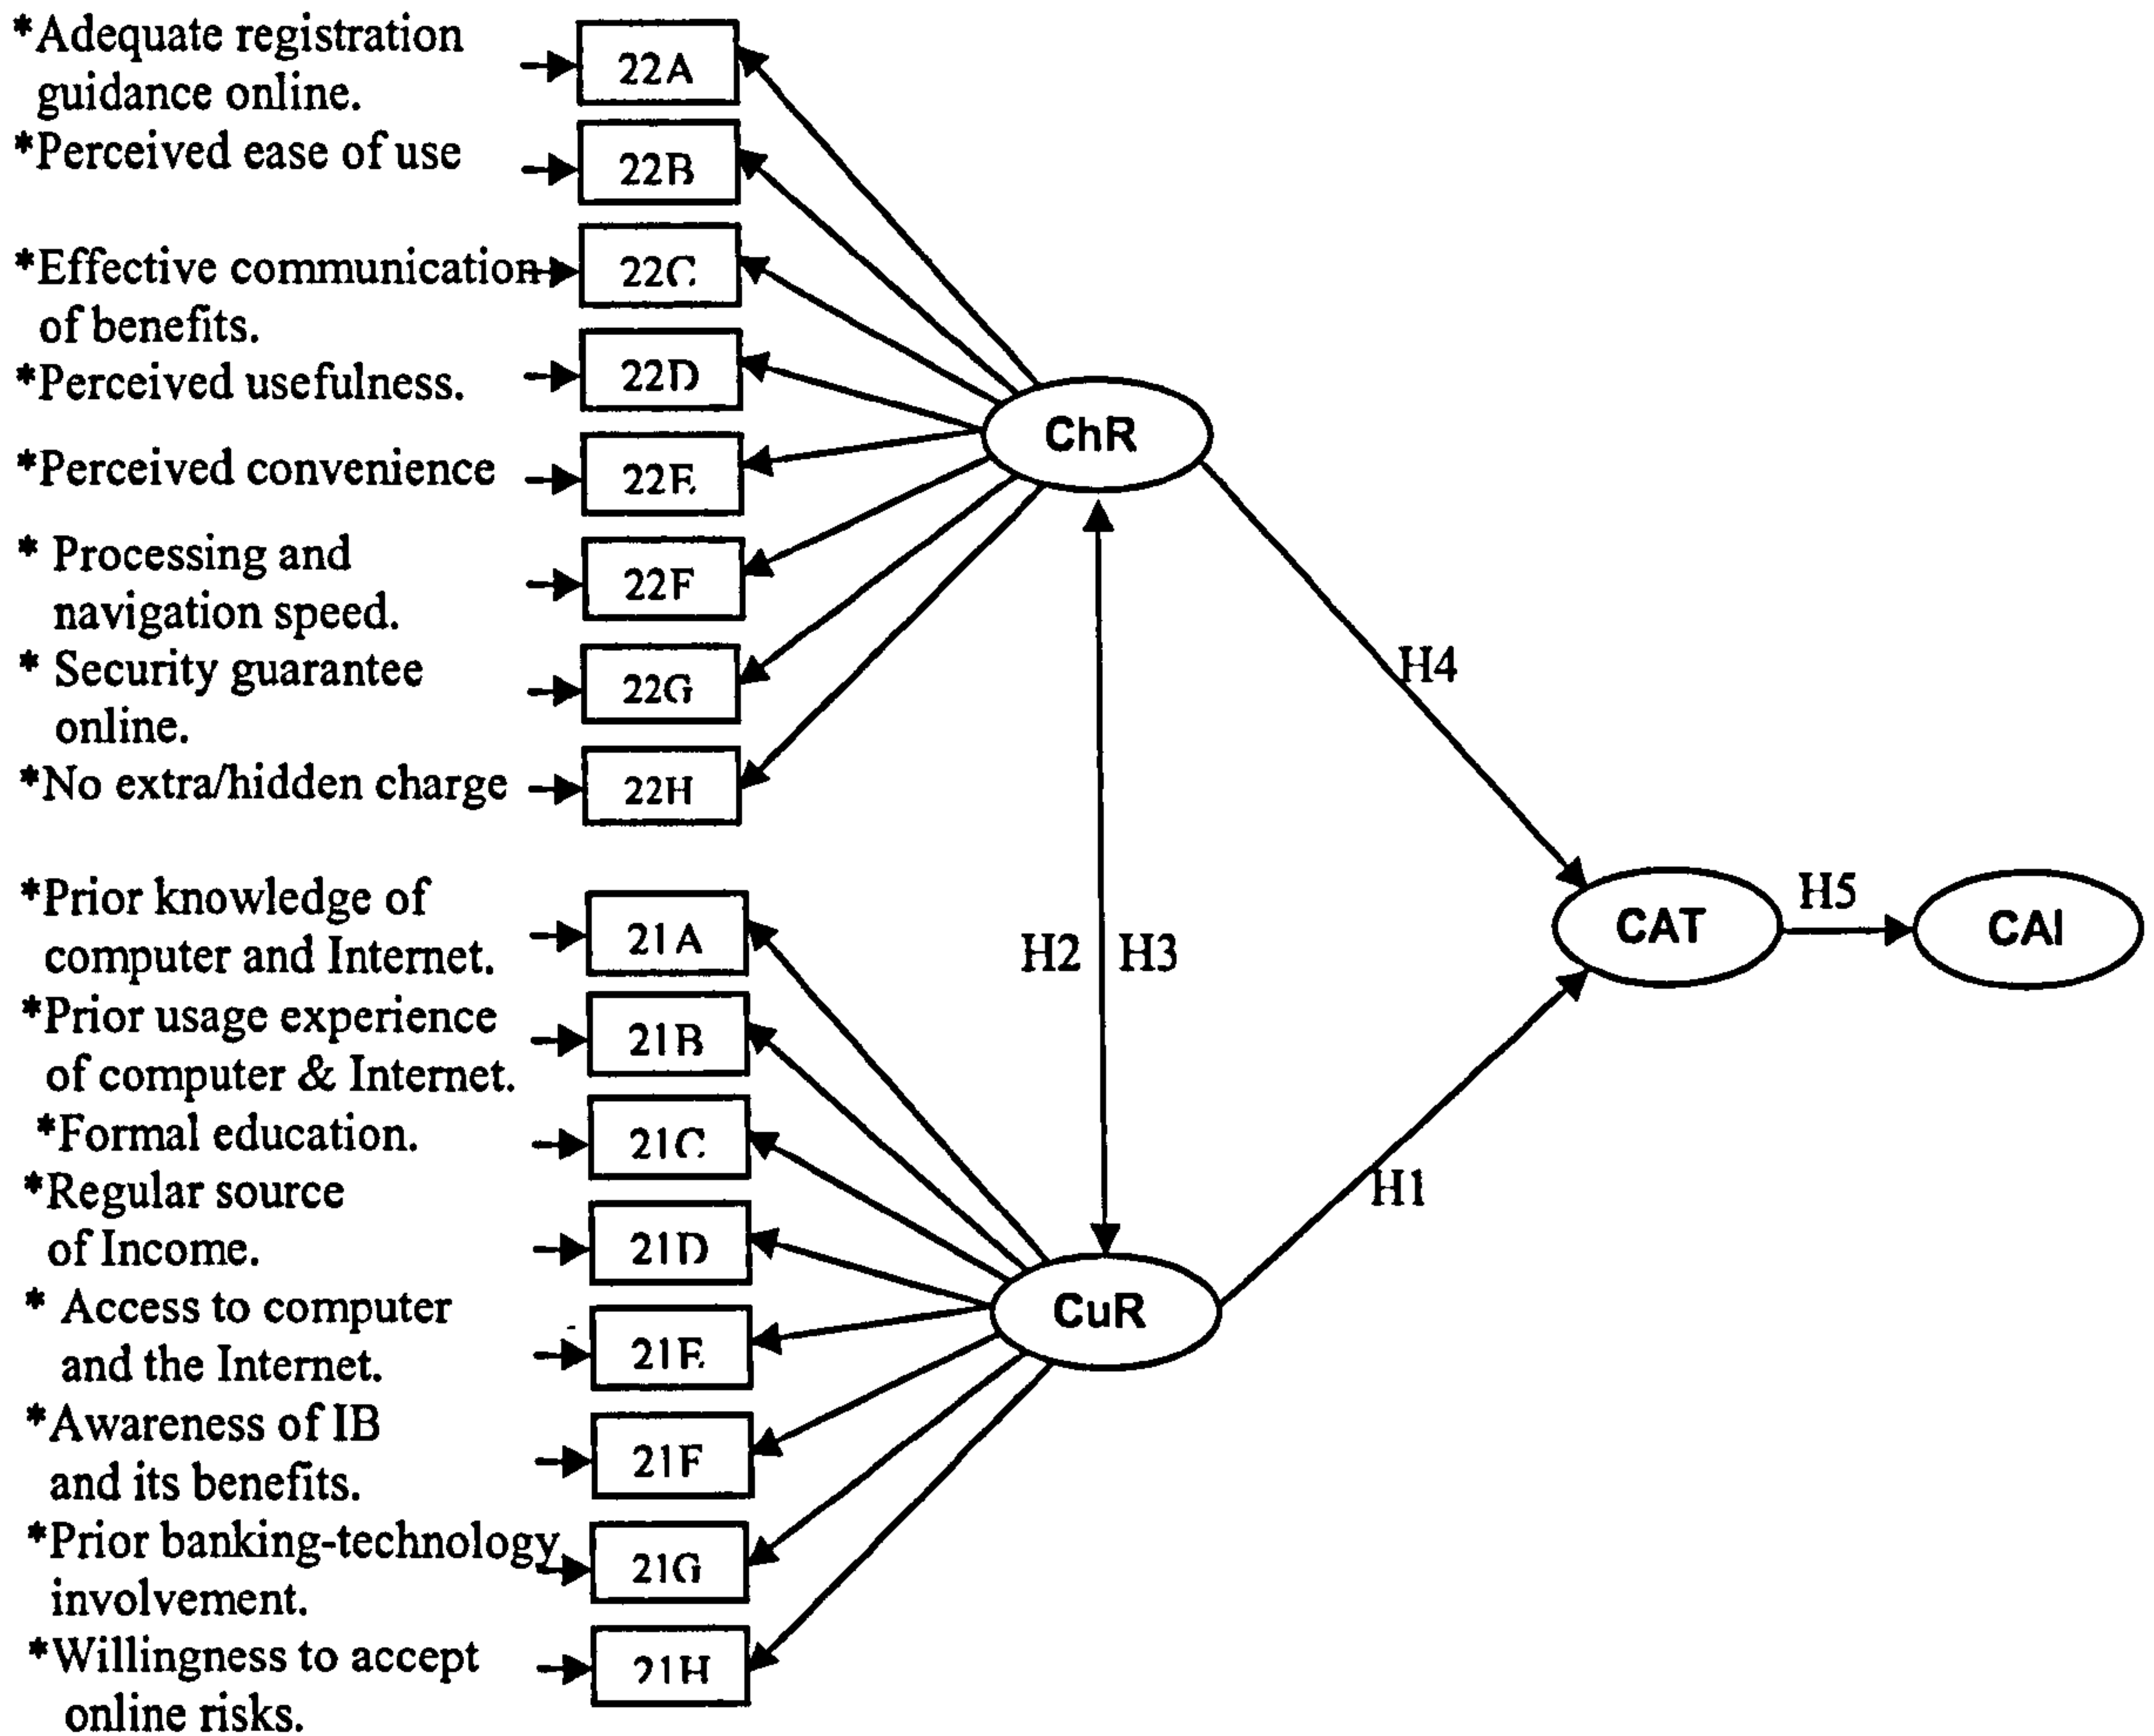 *Adequate registration
guidance online.
*Perceived ease of use
*Effective communication
of benefits.
*Perceived usefulness.
*Perceived convenience
* Processing and
navigation speed.
* Security guarantee
online.
*No extra/hidden charge
22A
22B
22C
22D
22E
22F
22G
22H
ChR
H4
*Prior knowledge of
computer and Internet.
*Prior usage experience
of computer & Internet.
*Formal education.
*Regular source
of Income.
* Access to computer
and the Internet.
*Awareness of IB
and its benefits.
*Prior banking-technology
involvement.
*Willingness to accept
online risks.
21A
21B
21C
21D
21E
21F
21G
21H
H2 H3
CuR
H1
CAT
H5
CAI